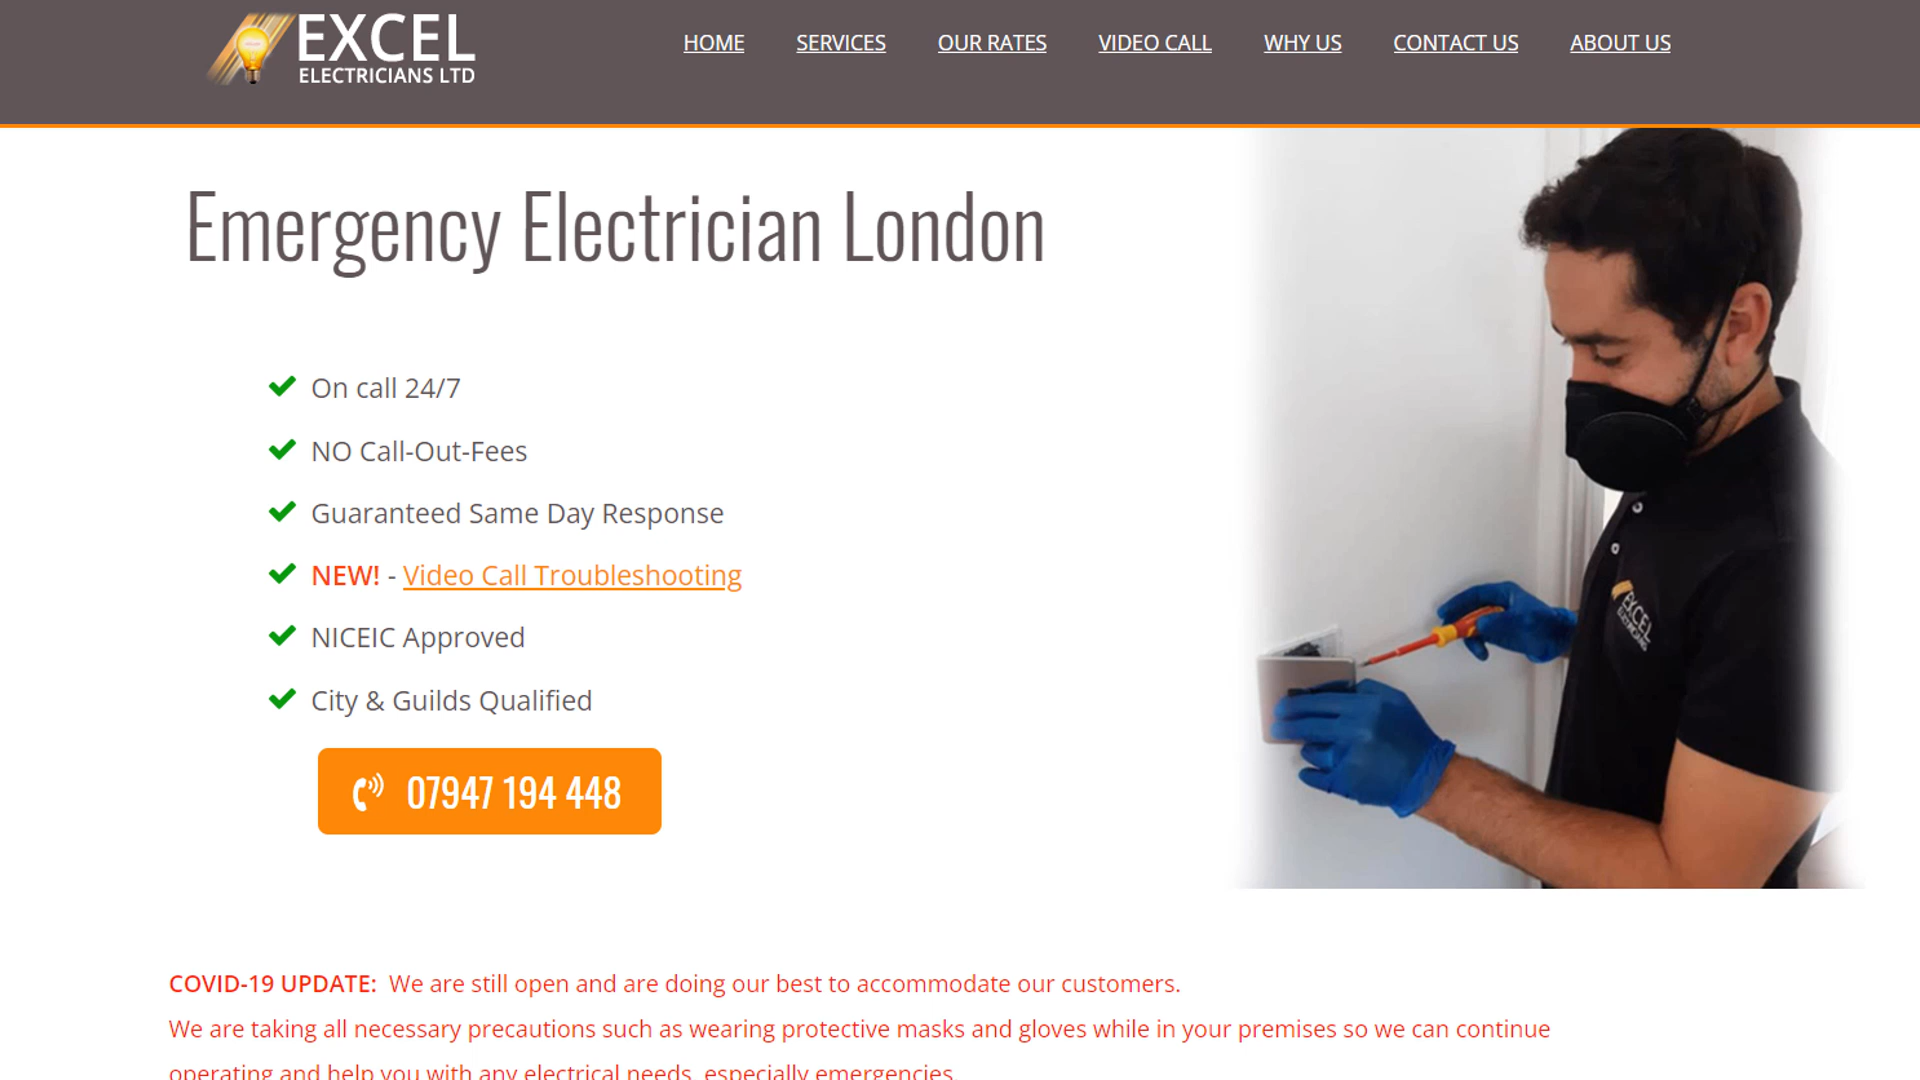 EXCEL
ELECTRICIANS LTD
HOME SERVICES OUR RATES VIDEO CALL WHY US CONTACT US ABOUT US
Emergency Electrician London
On call 24/7
NO Call-Out-Fees
Guaranteed Same Day Response
NEW! - Video Call Troubleshooting
NICEIC Approved
City & Guilds Qualified
07947 194 448
EXCEL
ELECTRICIANS
COVID-19 UPDATE: We are still open and are doing our best to accommodate our customers.
We are taking all necessary precautions such as wearing protective masks and gloves while in your premises so we can continue
operating and help you with any electrical needs, especially emergencies.